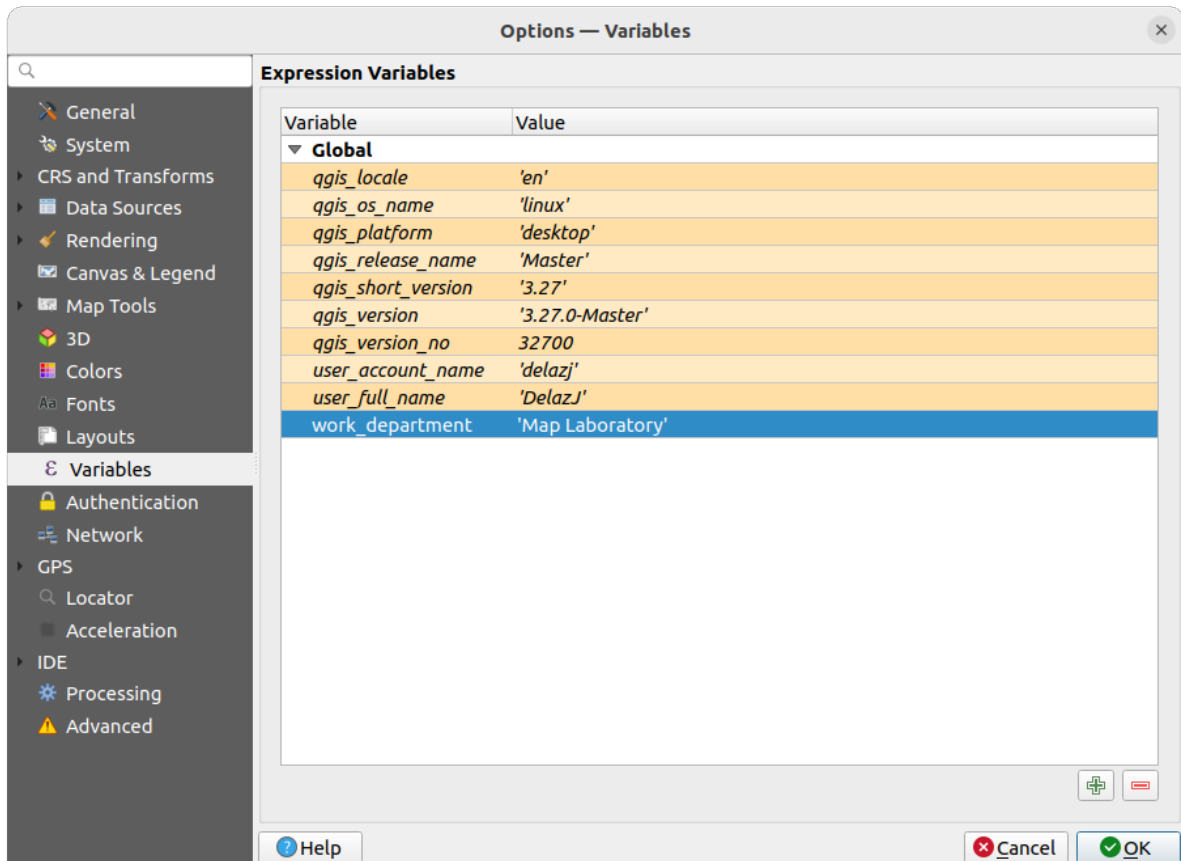 Options — Variables
General
System
CRS and Transforms
Data Sources
Rendering
Canvas & Legend
Map Tools
3D
Colors
Aa Fonts
Layouts
ε Variables
Authentication
Network
GPS
Locator
Acceleration
IDE
Processing
Advanced
Expression Variables
Variable Value
Global
qgis_locale 'en'
qgis_os_name 'linux'
qgis_platform 'desktop'
qgis_release_name 'Master'
qgis_short_version '3.27'
qgis_version '3.27.0-Master'
qgis_version_no 32700
user_account_name 'delazj'
user_full_name 'DelazJ'
work_department 'Map Laboratory'
Help Cancel OK